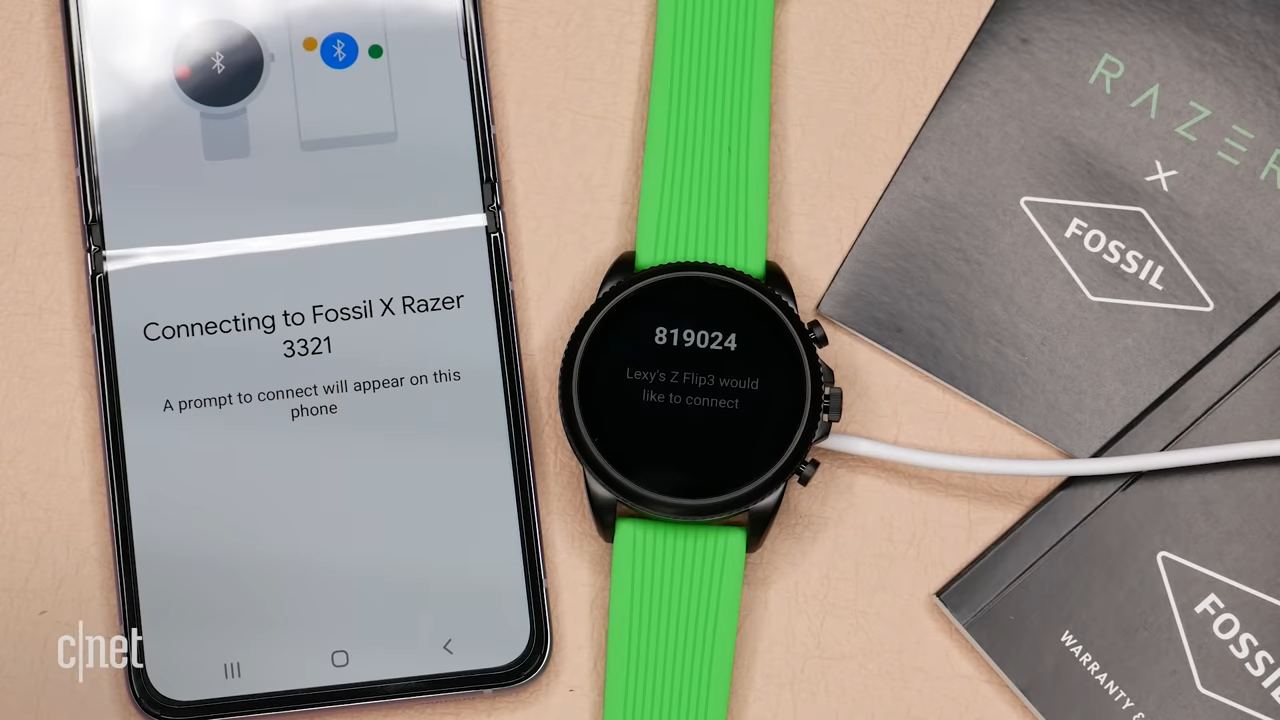 Connecting to Fossil X Razer
3321
A prompt to connect will appear on this
phone
819024
Lexy's Z Flip3 would
like to connect
RAZER
X
FOSSIL
FOSSIL
WARRANTY &
c|net